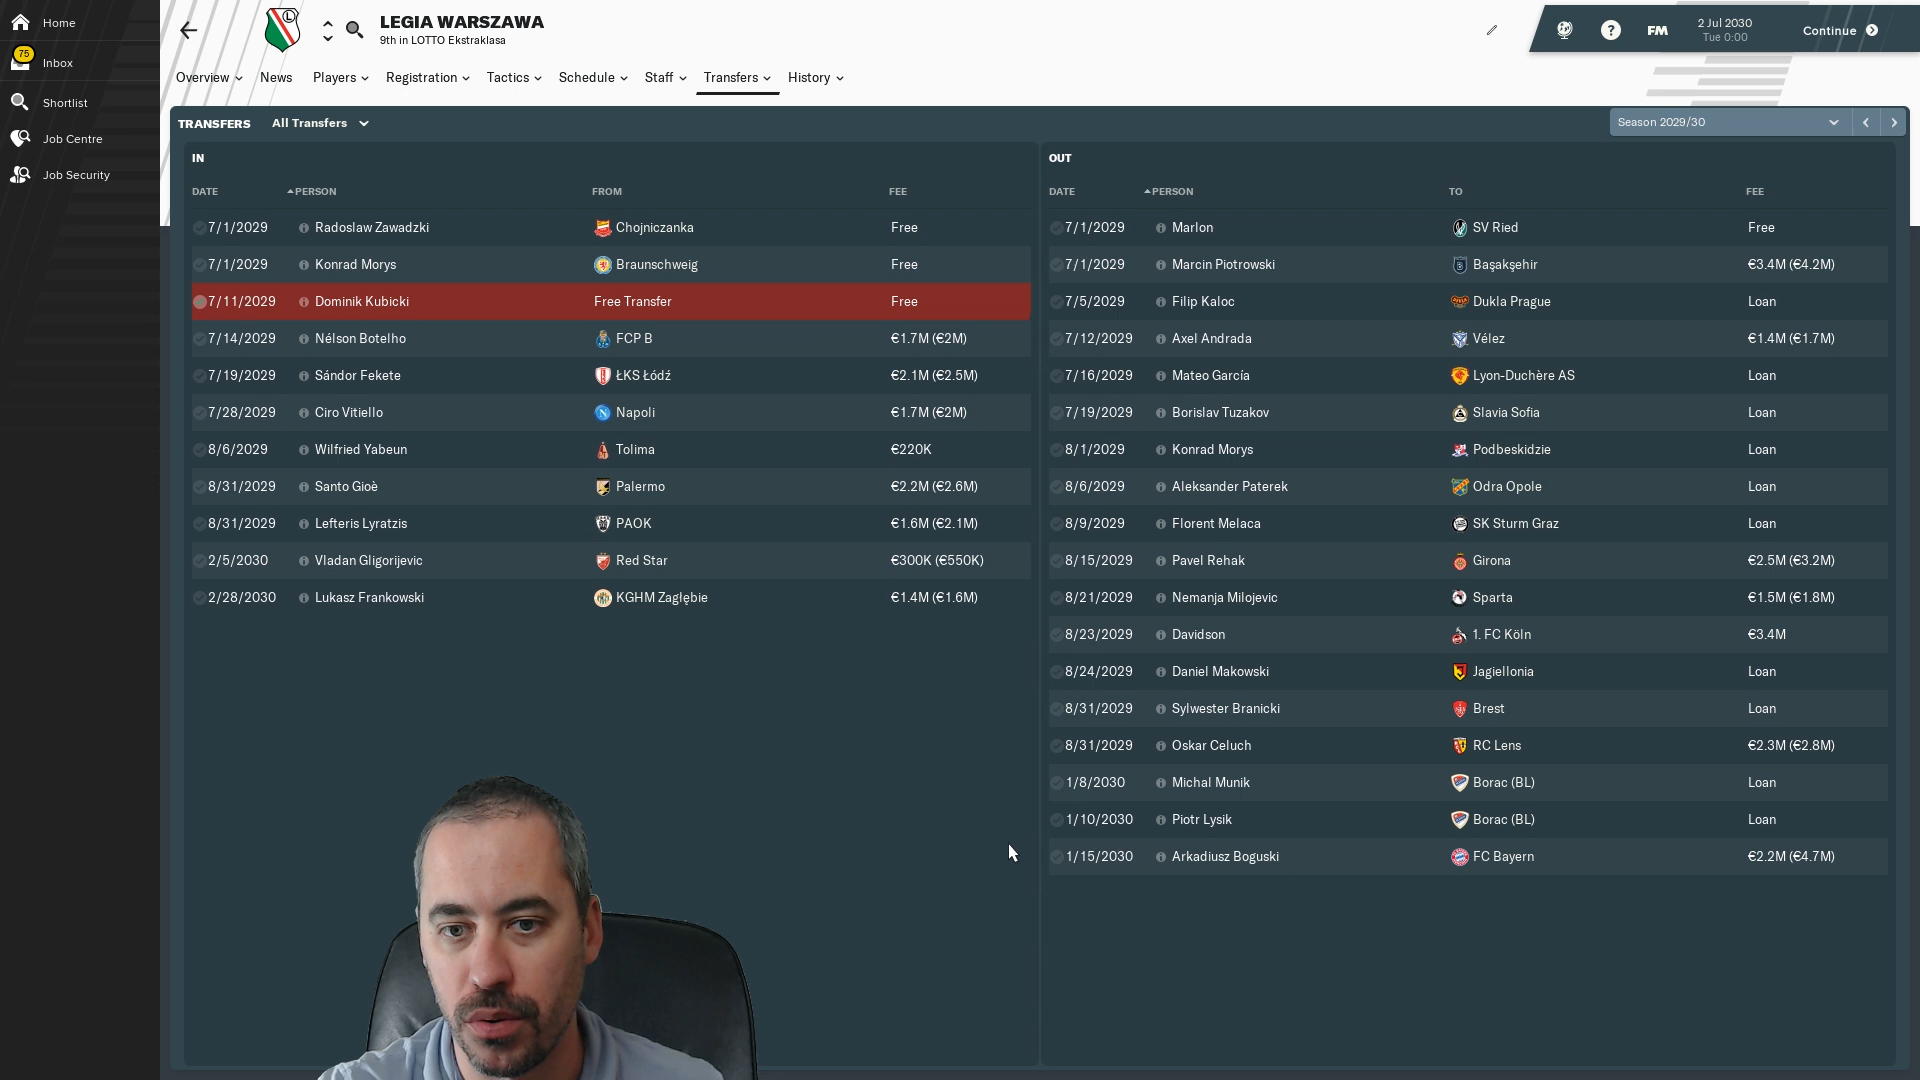 Home
75
Inbox
Shortlist
Job Centre
Job Security
LEGIA WARSZAWA
9th in LOTTO Ekstraklasa
FM
2 Jul 2030
Tue 0:00
Continue
Overview News Players Registration Tactics Schedule Staff Transfers History
TRANSFERS All Transfers
Season 2029/30
IN
DATE PERSON FROM FEE
7/1/2029 Radoslaw Zawadzki Chojniczanka Free
7/1/2029 Konrad Morys Braunschweig Free
7/11/2029 Dominik Kubicki Free Transfer Free
7/14/2029 Nélson Botelho FCP B €1.7M (€2M)
7/19/2029 Sándor Fekete ŁKS Łódź €2.1M (€2.5M)
7/28/2029 Ciro Vitiello Napoli €1.7M (€2M)
8/6/2029 Wilfried Yabeun Tolima €220K
8/31/2029 Santo Gioè Palermo €2.2M (€2.6M)
8/31/2029 Lefteris Lyratzis PAOK €1.6M (€2.1M)
2/5/2030 Vladan Gligorijevic Red Star €300K (€550K)
2/28/2030 Lukasz Frankowski KGHM Zagłębie €1.4M (€1.6M)
OUT
DATE PERSON TO FEE
7/1/2029 Marlon SV Ried Free
7/1/2029 Marcin Piotrowski Başakşehir €3.4M (€4.2M)
7/5/2029 Filip Kaloc Dukla Prague Loan
7/12/2029 Axel Andrada Vélez €1.4M (€1.7M)
7/16/2029 Mateo García Lyon-Duchère AS Loan
7/19/2029 Borislav Tuzakov Slavia Sofia Loan
8/1/2029 Konrad Morys Podbeskidzie Loan
8/6/2029 Aleksander Paterek Odra Opole Loan
8/9/2029 Florent Melaca SK Sturm Graz Loan
8/15/2029 Pavel Rehak Girona €2.5M (€3.2M)
8/21/2029 Nemanja Milojevic Sparta €1.5M (€1.8M)
8/23/2029 Davidson 1. FC Köln €3.4M
8/24/2029 Daniel Makowski Jagiellonia Loan
8/31/2029 Sylwester Branicki Brest Loan
8/31/2029 Oskar Celuch RC Lens €2.3M (€2.8M)
1/8/2030 Michal Munik Borac (BL) Loan
1/10/2030 Piotr Lysik Borac (BL) Loan
1/15/2030 Arkadiusz Boguski FC Bayern €2.2M (€4.7M)